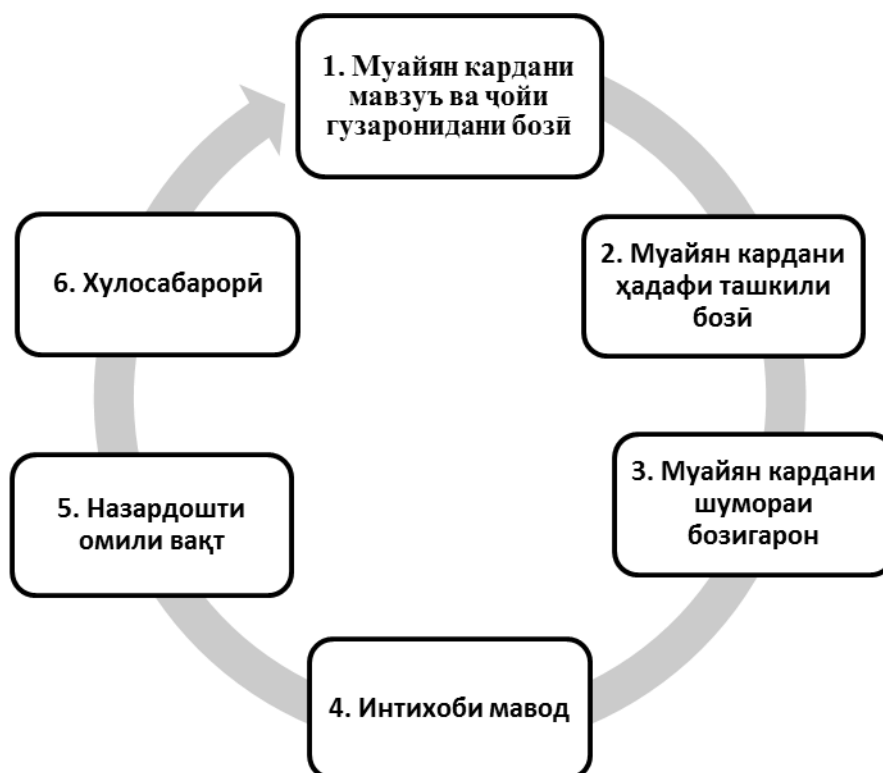 1. Муайян кардани
мавзуъ ва ҷойи
гузаронидани бозӣ
2. Муайян кардани
ҳадафи ташкили
бозӣ
3. Муайян кардани
шумораи
бозигарон
4. Интихоби мавод
5. Назардошти
омили вақт
6. Хулосабарорӣ